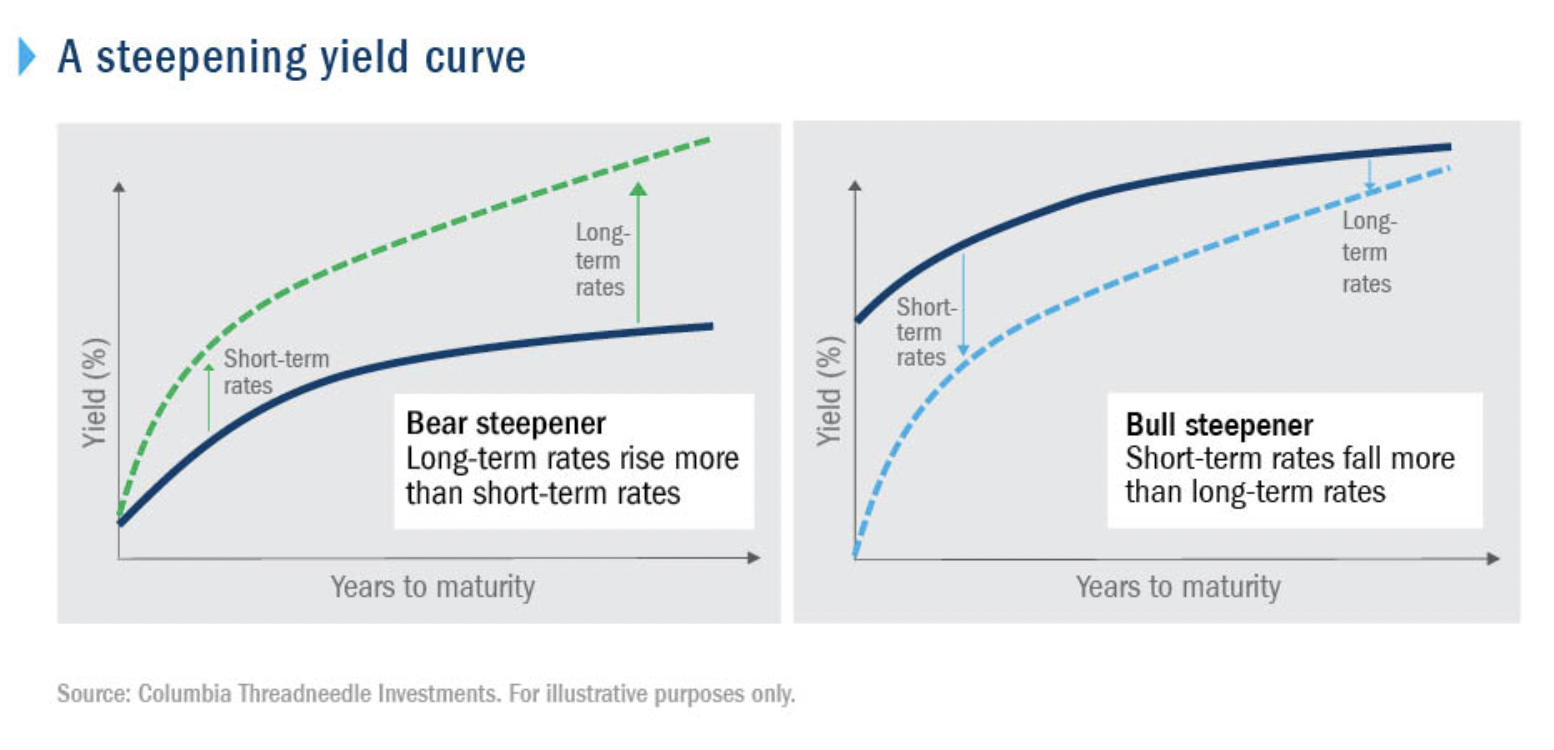 A steepening yield curve
Yield (%)
Short-term
rates
Long-
term
rates
Bear steepener
Long-term rates rise more
than short-term rates
Years to maturity
Yield (%)
Short-
term
rates
Long-
term
rates
Bull steepener
Short-term rates fall more
than long-term rates
Years to maturity
Source: Columbia Threadneedle Investments. For illustrative purposes only.